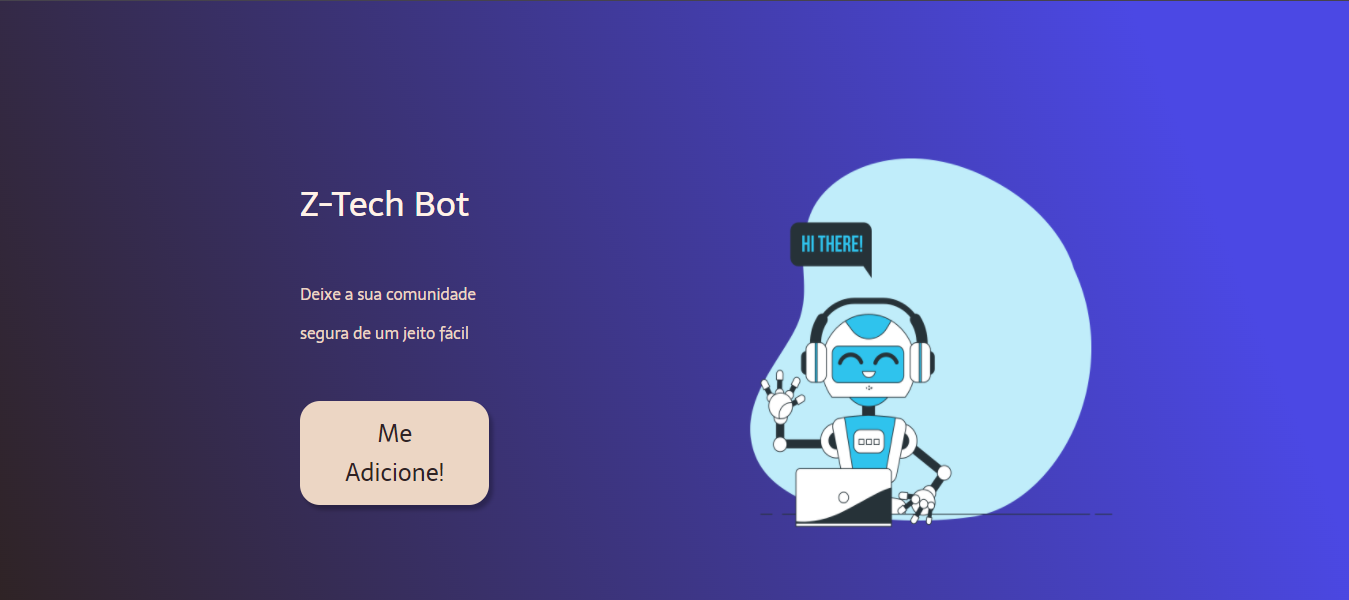 Z-Tech Bot
Deixe a sua comunidade
segura de um jeito fácil
Me
Adicione!
HI THERE!